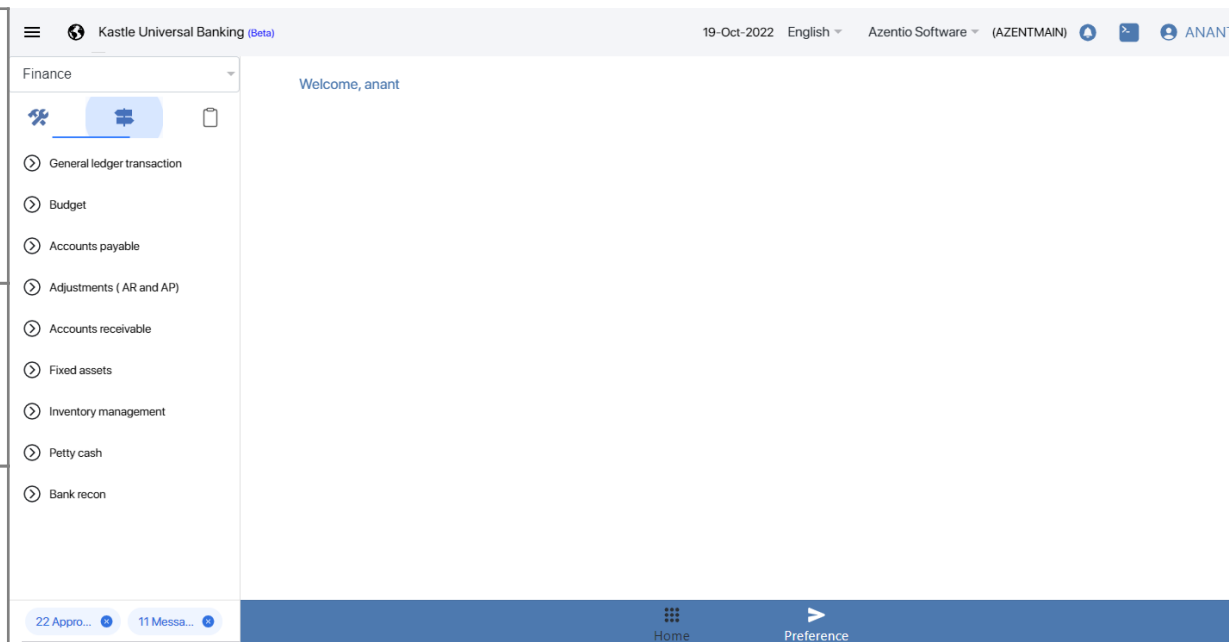 Kastle Universal Banking (Beta) 19-Oct-2022 English Azentio Software (AZENTMAIN) ANANT
Finance
Welcome, anant
General ledger transaction
Budget
Accounts payable
Adjustments ( AR and AP)
Accounts receivable
Fixed assets
Inventory management
Petty cash
Bank recon
22 Appro... 11 Messa...
Home Preference